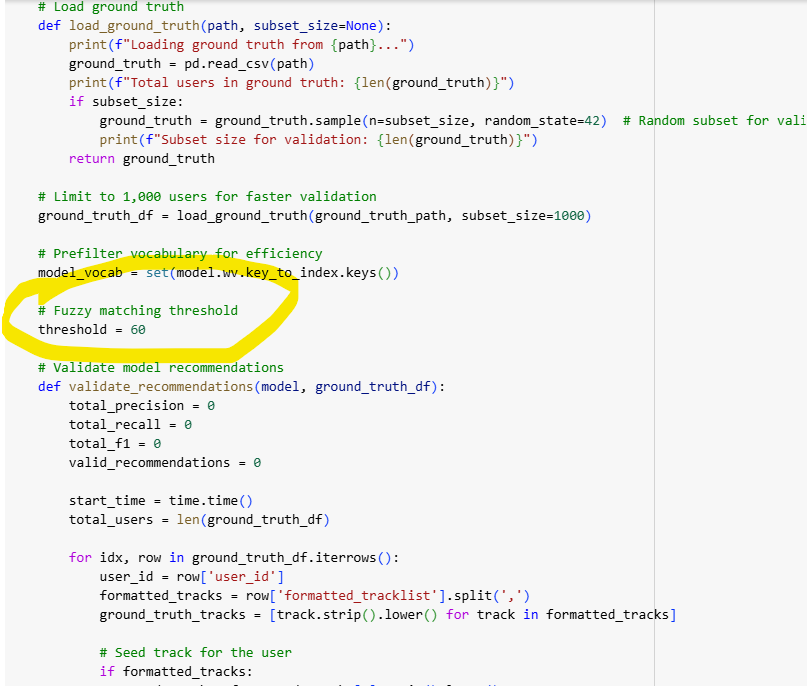 # Load ground truth
def load_ground_truth(path, subset_size=None):
    print(f"Loading ground truth from {path}...")
    ground_truth = pd.read_csv(path)
    print(f"Total users in ground truth: {len(ground_truth)}")
    if subset_size:
        ground_truth = ground_truth.sample(n=subset_size, random_state=42)  # Random subset for vali
        print(f"Subset size for validation: {len(ground_truth)}")
    return ground_truth
# Limit to 1,000 users for faster validation
ground_truth_df = load_ground_truth(ground_truth_path, subset_size=1000)
# Prefilter vocabulary for efficiency
model_vocab = set(model.wv.key_to_index.keys())
# Fuzzy matching threshold
threshold = 60
# Validate model recommendations
def validate_recommendations(model, ground_truth_df):
    total_precision = 0
    total_recall = 0
    total_f1 = 0
    valid_recommendations = 0
    start_time = time.time()
    total_users = len(ground_truth_df)
    for idx, row in ground_truth_df.iterrows():
        user_id = row['user_id']
        formatted_tracks = row['formatted_tracklist'].split(',')
        ground_truth_tracks = [track.strip().lower() for track in formatted_tracks]
        # Seed track for the user
        if formatted_tracks: